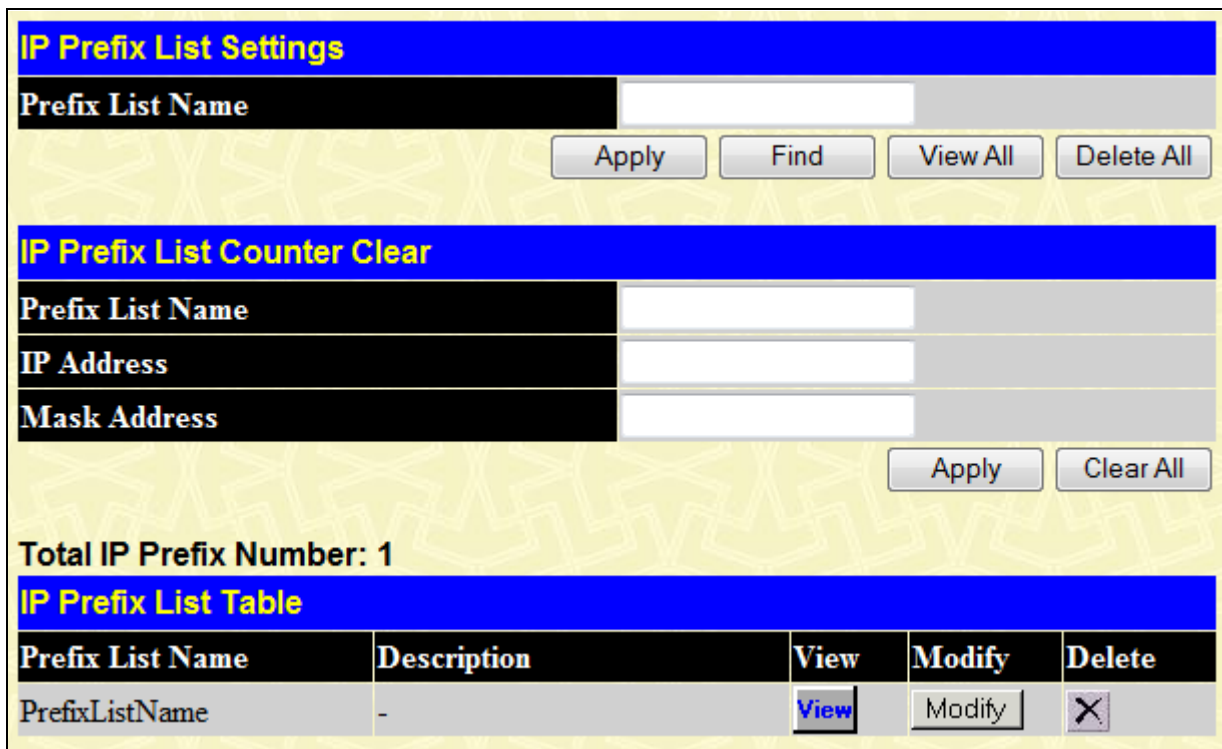 IP Prefix List Settings
Prefix List Name
Apply Find View All Delete All
IP Prefix List Counter Clear
Prefix List Name
IP Address
Mask Address
Apply Clear All
Total IP Prefix Number: 1
IP Prefix List Table
Prefix List Name Description View Modify Delete
PrefixListName - View Modify X